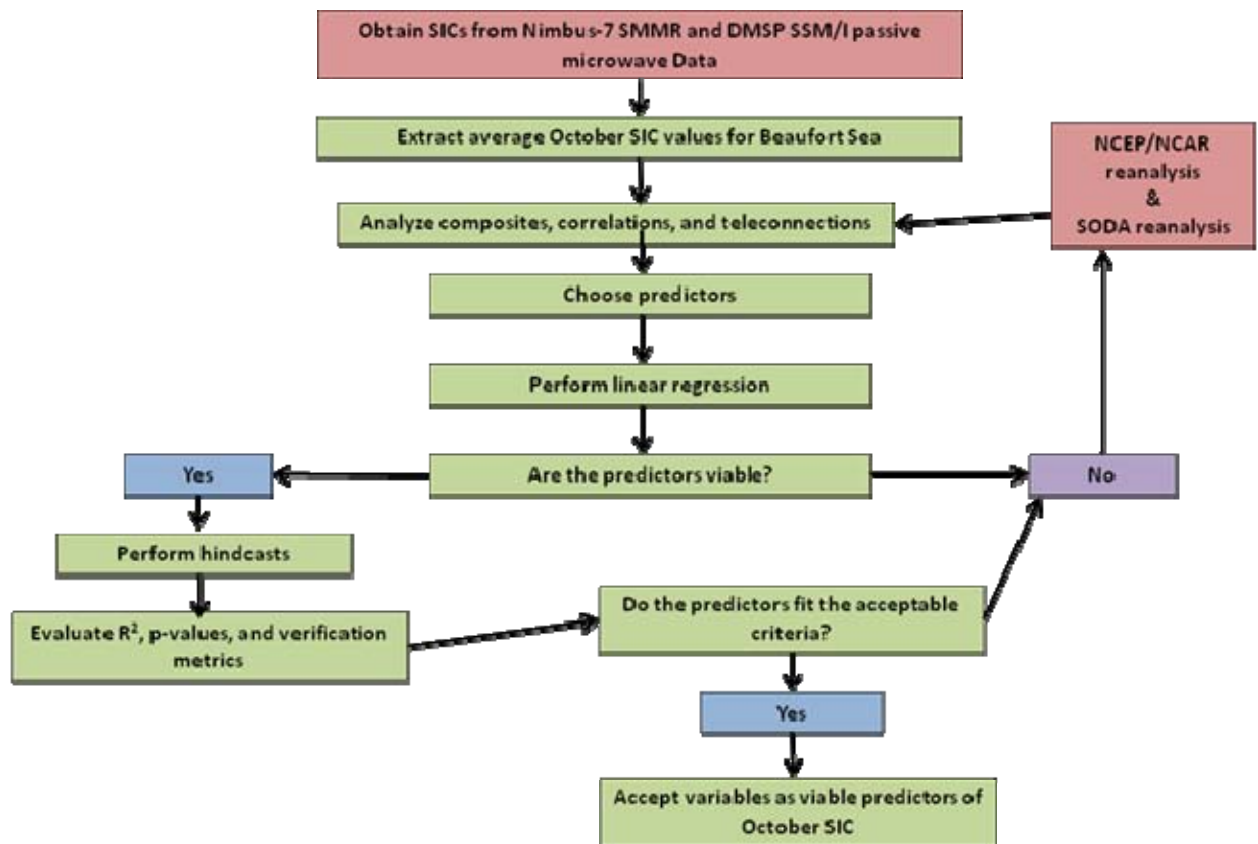 Obtain SICs from Nimbus-7 SMMR and DMSP SSM/I passive
microwave Data
Extract average October SIC values for Beaufort Sea
NCEP/NCAR
reanalysis
&
SODA reanalysis
Analyze composites, correlations, and teleconnections
Choose predictors
Perform linear regression
Yes
Are the predictors viable?
No
Perform hindcasts
Evaluate R², p-values, and verification
metrics
Do the predictors fit the acceptable
criteria?
Yes
Accept variables as viable predictors of
October SIC